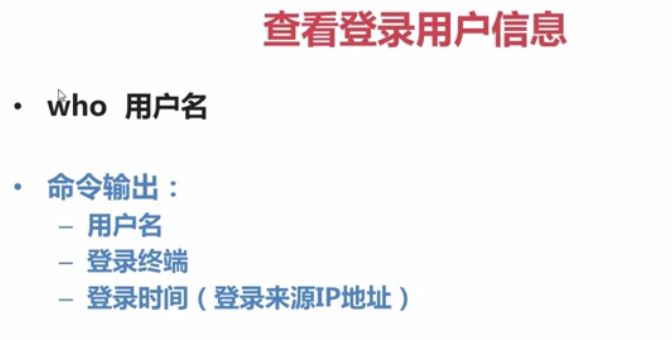 查看登录用户信息
• who 用户名
• 命令输出：
– 用户名
– 登录终端
– 登录时间（登录来源IP地址）